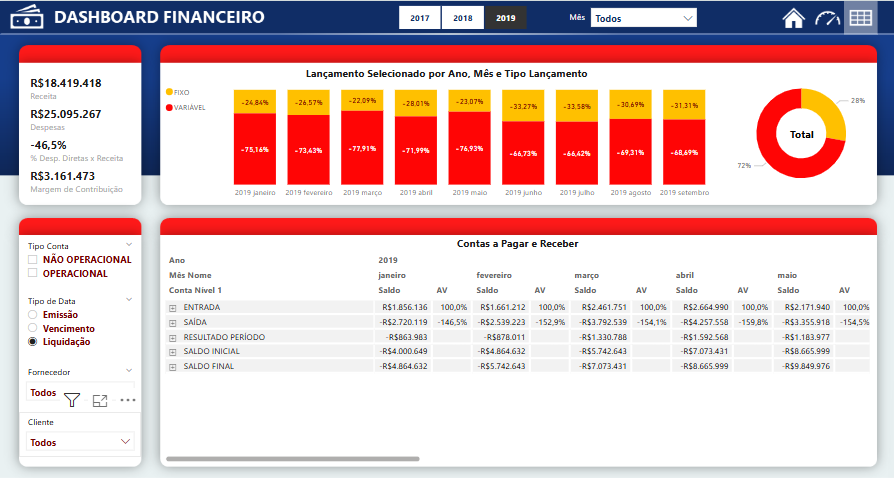 DASHBOARD FINANCEIRO
2017 2018 2019
Mês Todos
R$18.419.418
Receita
R$25.095.267
Despesas
-46,5%
% Desp. Diretas x Receita
R$3.161.473
Margem de Contribuição
Lançamento Selecionado por Ano, Mês e Tipo Lançamento
FIXO
VARIÁVEL
-24,84% -26,57% -22,09% -28,01% -23,07% -33,27% -33,58% -30,69% -31,31%
-75,16% -73,43% -77,91% -71,99% -76,93% -66,73% -66,42% -69,31% -68,69%
2019 janeiro 2019 fevereiro 2019 março 2019 abril 2019 maio 2019 junho 2019 julho 2019 agosto 2019 setembro
28%
Total
72%
Tipo Conta
NÃO OPERACIONAL
OPERACIONAL
Tipo de Data
Emissão
Vencimento
Liquidação
Fornecedor
Todos
Cliente
Todos
Contas a Pagar e Receber
Ano 2019
Mês Nome janeiro fevereiro março abril maio
Conta Nível 1 Saldo AV Saldo AV Saldo AV Saldo AV Saldo AV
ENTRADA R$1.856.136 100,0% R$1.661.212 100,0% R$2.461.751 100,0% R$2.664.990 100,0% R$2.171.940 100,0%
SAÍDA -R$2.720.119 -146,5% -R$2.539.223 -152,9% -R$3.792.539 -154,1% -R$4.257.558 -159,8% -R$3.355.918 -154,5%
RESULTADO PERÍODO -R$863.983 -R$878.011 -R$1.330.788 -R$1.592.568 -R$1.183.977
SALDO INICIAL -R$4.000.649 -R$4.864.632 -R$5.742.643 -R$7.073.431 -R$8.665.999
SALDO FINAL -R$4.864.632 -R$5.742.643 -R$7.073.431 -R$8.665.999 -R$9.849.976